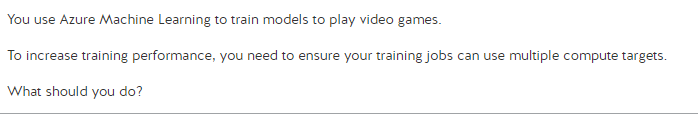 You use Azure Machine Learning to train models to play video games.
To increase training performance, you need to ensure your training jobs can use multiple compute targets.
What should you do?